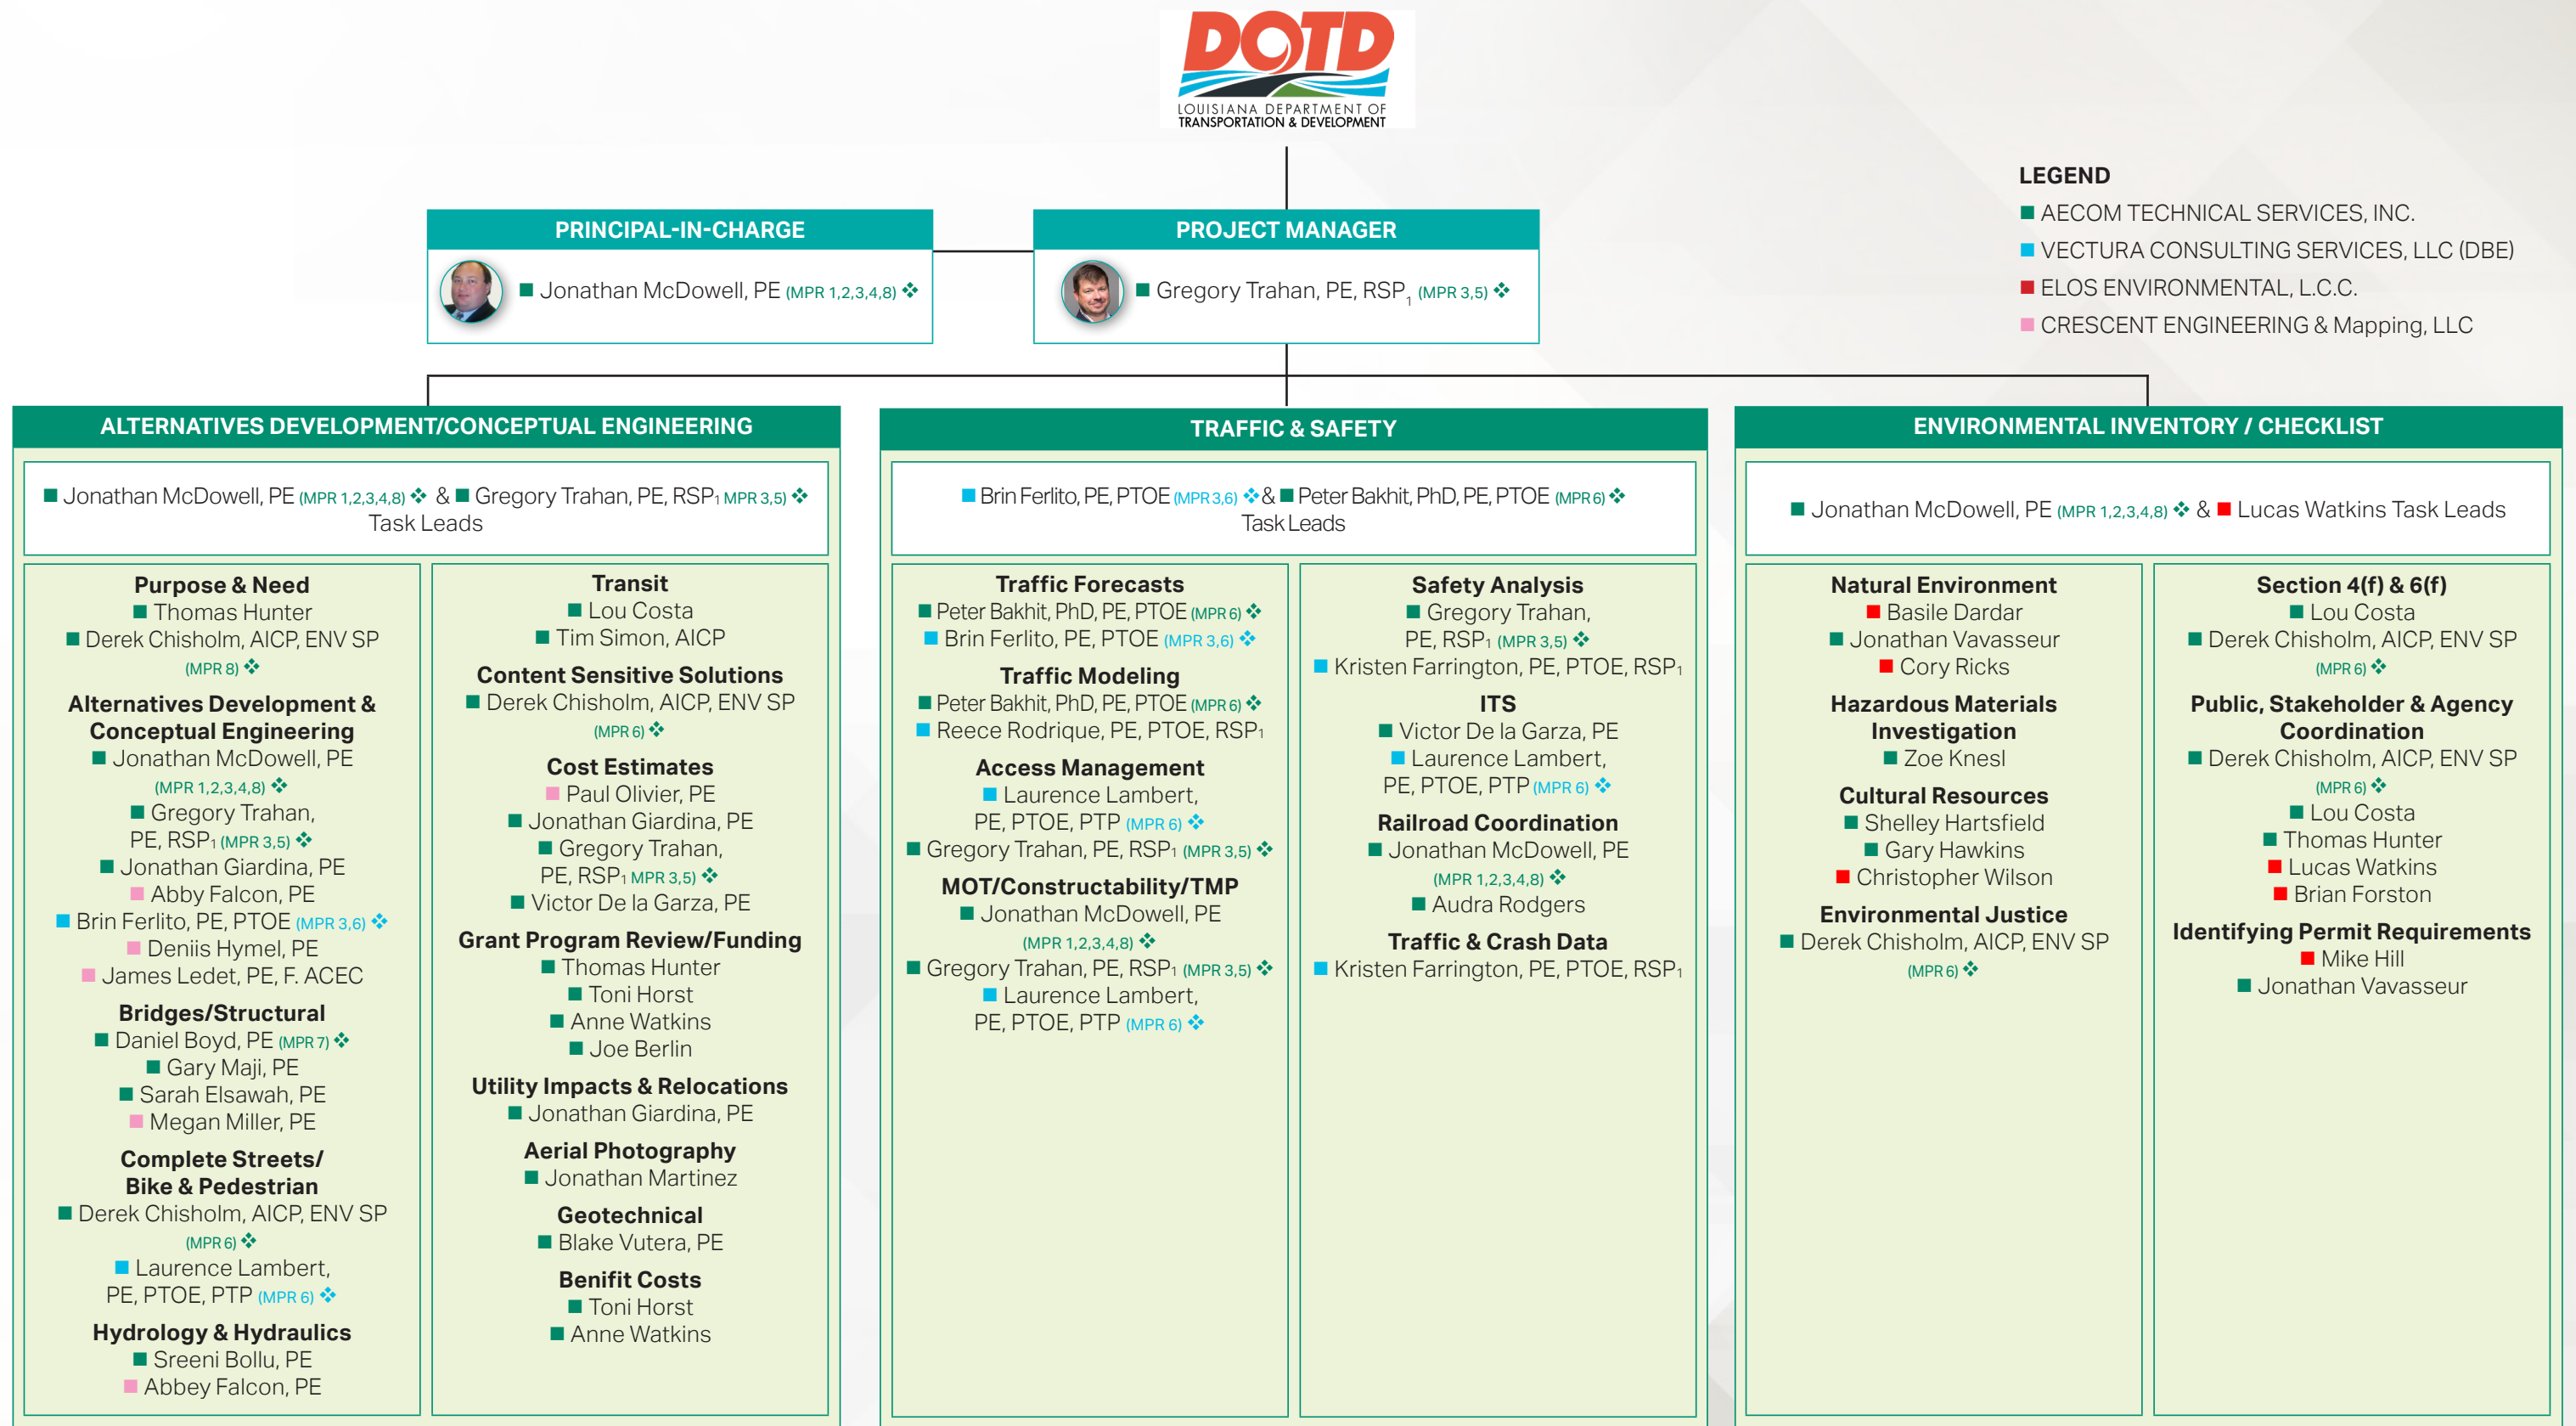 DOTD
LOUISIANA DEPARTMENT OF
TRANSPORTATION & DEVELOPMENT
PRINCIPAL-IN-CHARGE
Jonathan McDowell, PE (MPR 1,2,3,4,8)
PROJECT MANAGER
Gregory Trahan, PE, RSP1 (MPR 3,5)
LEGEND
AECOM TECHNICAL SERVICES, INC.
VECTURA CONSULTING SERVICES, LLC (DBE)
ELOS ENVIRONMENTAL, L.C.C.
CRESCENT ENGINEERING & Mapping, LLC
ALTERNATIVES DEVELOPMENT/CONCEPTUAL ENGINEERING
Jonathan McDowell, PE (MPR 1,2,3,4,8) & Gregory Trahan, PE, RSP1 MPR 3,5)
Task Leads
Purpose & Need
Thomas Hunter
Derek Chisholm, AICP, ENV SP
(MPR 8)
Alternatives Development &
Conceptual Engineering
Jonathan McDowell, PE
(MPR 1,2,3,4,8)
Gregory Trahan,
PE, RSP1 (MPR 3,5)
Jonathan Giardina, PE
Abby Falcon, PE
Brin Ferlito, PE, PTOE (MPR 3,6)
Deniis Hymel, PE
James Ledet, PE, F. ACEC
Bridges/Structural
Daniel Boyd, PE (MPR 7)
Gary Maji, PE
Sarah Elsawah, PE
Megan Miller, PE
Complete Streets/
Bike & Pedestrian
Derek Chisholm, AICP, ENV SP
(MPR 6)
Laurence Lambert,
PE, PTOE, PTP (MPR 6)
Hydrology & Hydraulics
Sreeni Bollu, PE
Abbey Falcon, PE
Transit
Lou Costa
Tim Simon, AICP
Content Sensitive Solutions
Derek Chisholm, AICP, ENV SP
(MPR 6)
Cost Estimates
Paul Olivier, PE
Jonathan Giardina, PE
Gregory Trahan,
PE, RSP1 MPR 3,5)
Victor De la Garza, PE
Grant Program Review/Funding
Thomas Hunter
Toni Horst
Anne Watkins
Joe Berlin
Utility Impacts & Relocations
Jonathan Giardina, PE
Aerial Photography
Jonathan Martinez
Geotechnical
Blake Vutera, PE
Benifit Costs
Toni Horst
Anne Watkins
TRAFFIC & SAFETY
Brin Ferlito, PE, PTOE (MPR 3,6) & Peter Bakhit, PhD, PE, PTOE (MPR 6)
Task Leads
Traffic Forecasts
Peter Bakhit, PhD, PE, PTOE (MPR 6)
Brin Ferlito, PE, PTOE (MPR 3,6)
Traffic Modeling
Peter Bakhit, PhD, PE, PTOE (MPR 6)
Reece Rodrique, PE, PTOE, RSP1
Access Management
Laurence Lambert,
PE, PTOE, PTP (MPR 6)
Gregory Trahan, PE, RSP1 (MPR 3,5)
MOT/Constructability/TMP
Jonathan McDowell, PE
(MPR 1,2,3,4,8)
Gregory Trahan, PE, RSP1 (MPR 3,5)
Laurence Lambert,
PE, PTOE, PTP (MPR 6)
Safety Analysis
Gregory Trahan,
PE, RSP1 (MPR 3,5)
Kristen Farrington, PE, PTOE, RSP1
ITS
Victor De la Garza, PE
Laurence Lambert,
PE, PTOE, PTP (MPR 6)
Railroad Coordination
Jonathan McDowell, PE
(MPR 1,2,3,4,8)
Audra Rodgers
Traffic & Crash Data
Kristen Farrington, PE, PTOE, RSP1
ENVIRONMENTAL INVENTORY / CHECKLIST
Jonathan McDowell, PE (MPR 1,2,3,4,8) & Lucas Watkins Task Leads
Natural Environment
Basile Dardar
Jonathan Vavasseur
Cory Ricks
Hazardous Materials
Investigation
Zoe Knesl
Cultural Resources
Shelley Hartsfield
Gary Hawkins
Christopher Wilson
Environmental Justice
Derek Chisholm, AICP, ENV SP
(MPR 6)
Section 4(f) & 6(f)
Lou Costa
Derek Chisholm, AICP, ENV SP
(MPR 6)
Public, Stakeholder & Agency
Coordination
Derek Chisholm, AICP, ENV SP
(MPR 6)
Lou Costa
Thomas Hunter
Lucas Watkins
Brian Forston
Identifying Permit Requirements
Mike Hill
Jonathan Vavasseur